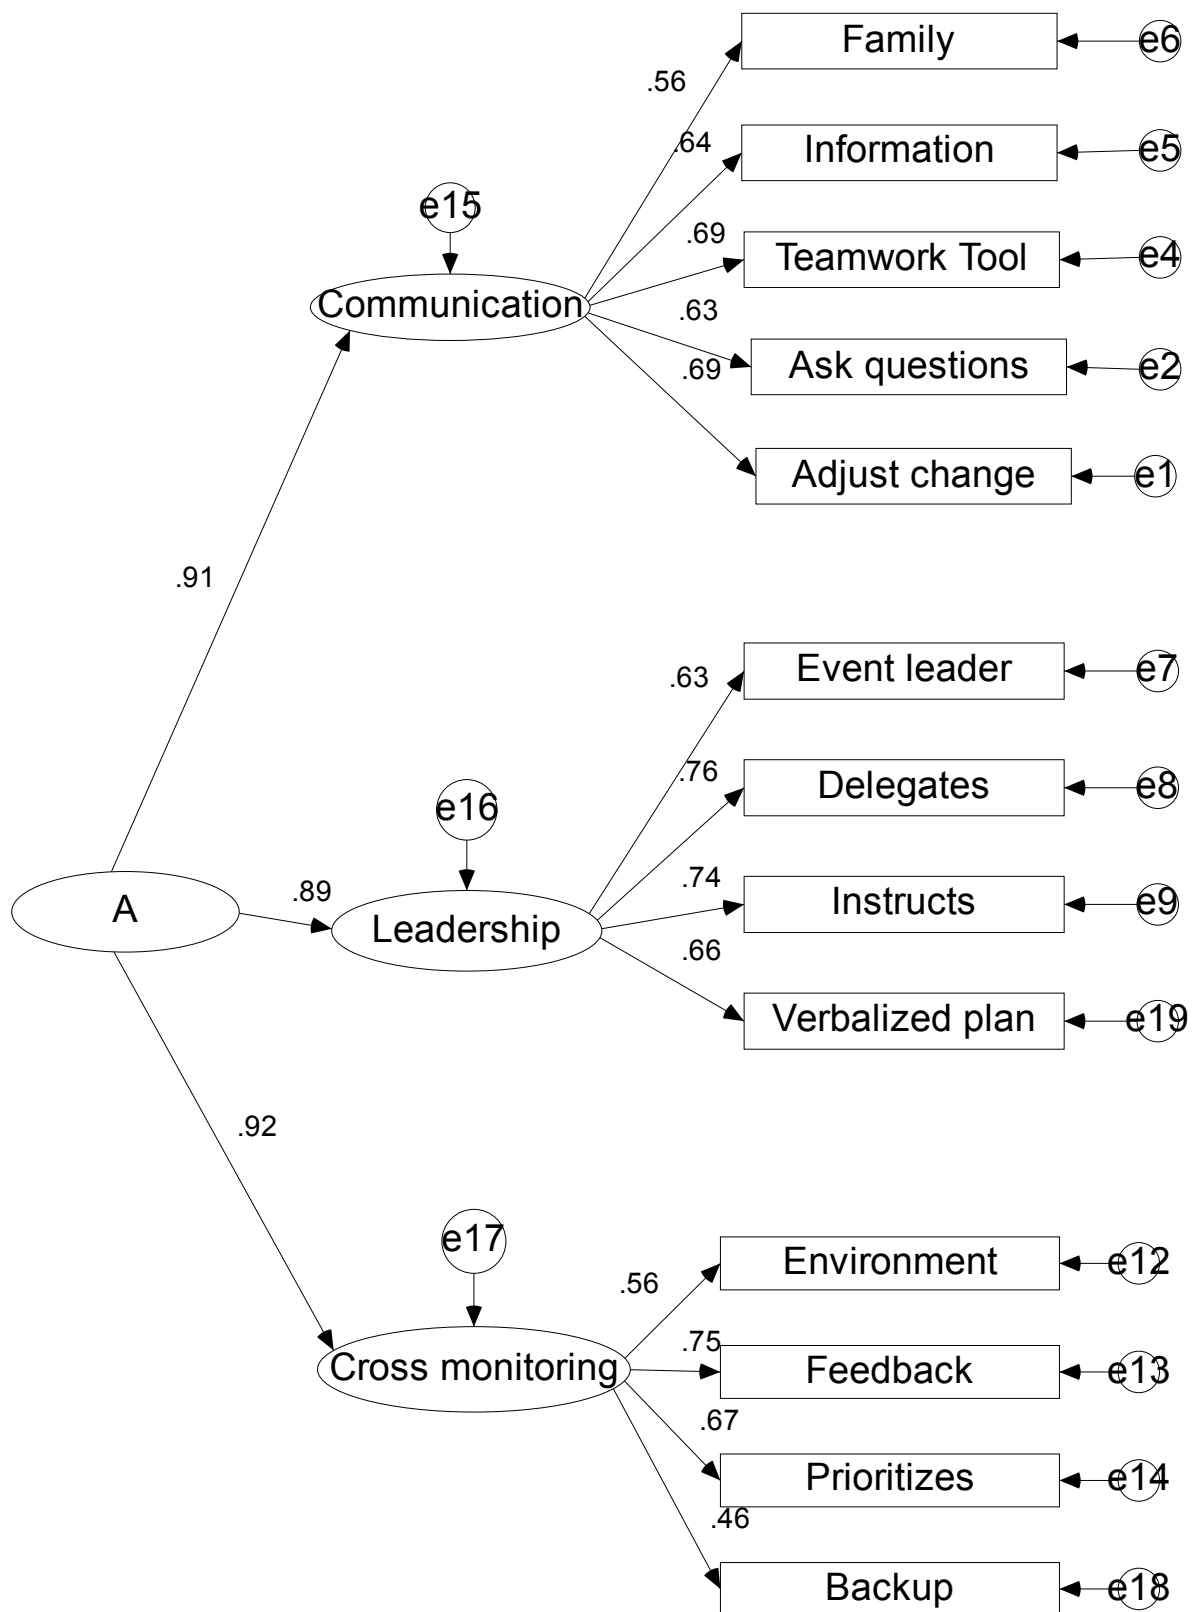 Family
e6
.56
.64
Information
e5
e15
.69
Teamwork Tool
e4
Communication
.63
Ask questions
e2
.69
Adjust change
e1
.91
.63
Event leader
e7
.76
Delegates
e8
e16
.74
Instructs
e9
A
.89
Leadership
.66
Verbalized plan
e19
.92
e17
.56
Environment
e12
.75
Feedback
e13
Cross monitoring
.67
Prioritizes
e14
.46
Backup
e18